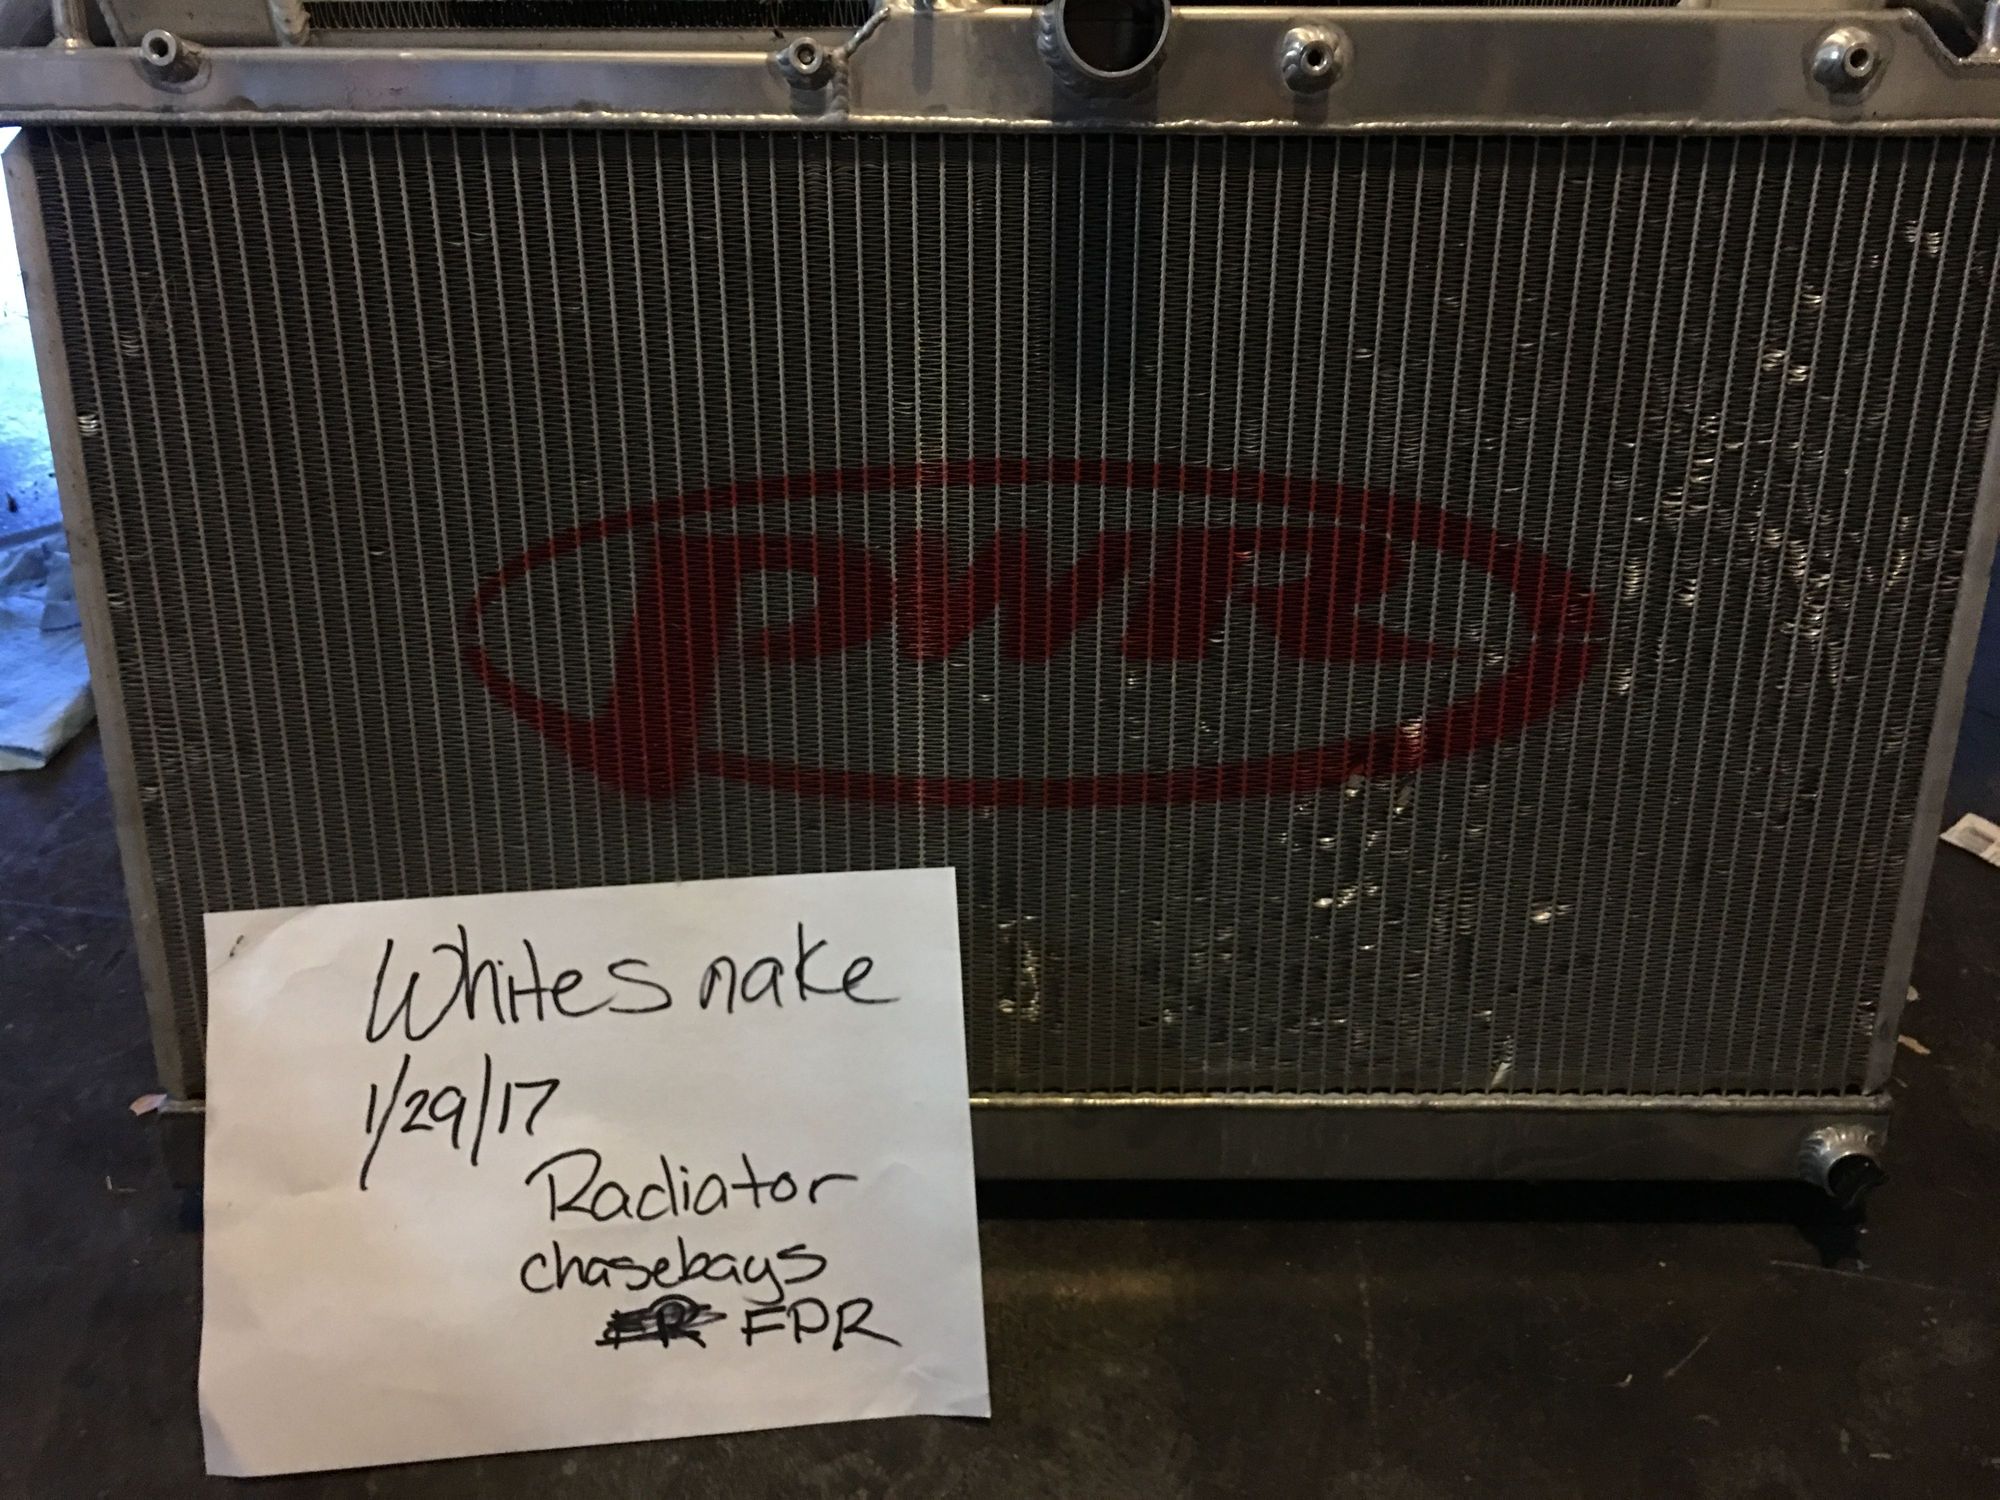 PWR
Whitesnake
1/29/17
Radiator
chasebays
FPR